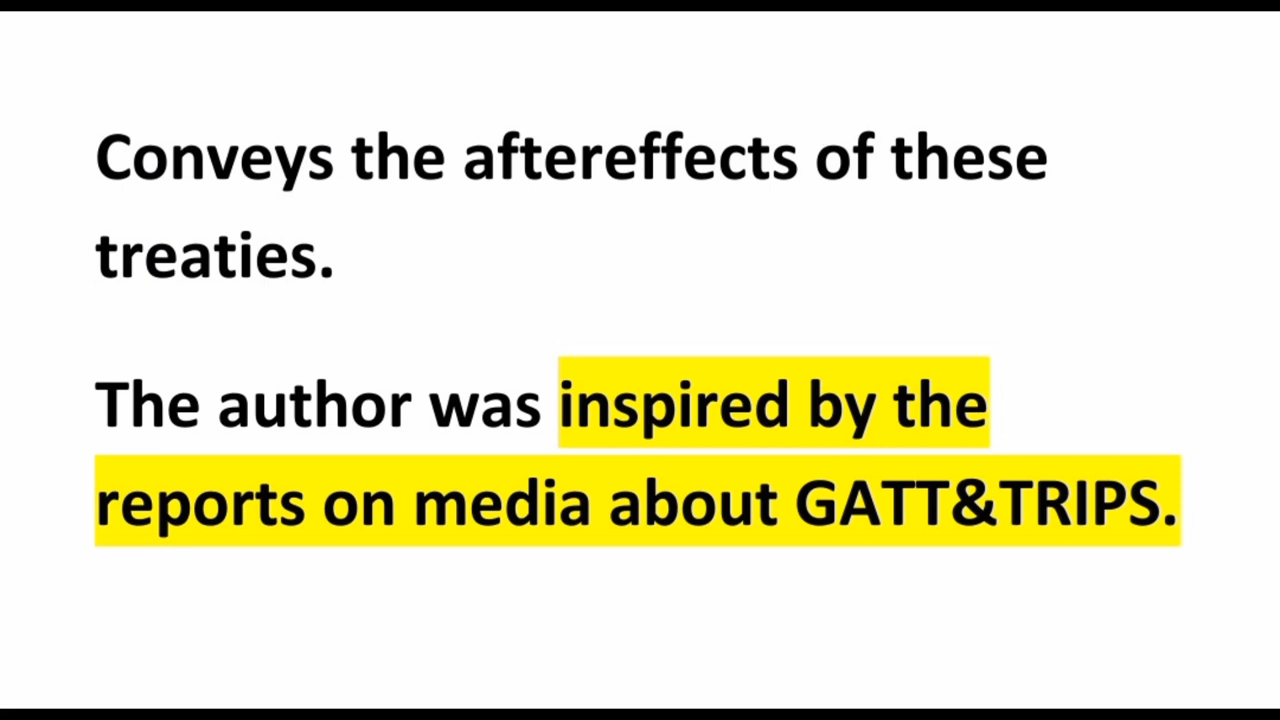 Conveys the aftereffects of these
treaties.
The author was inspired by the
reports on media about GATT&TRIPS.